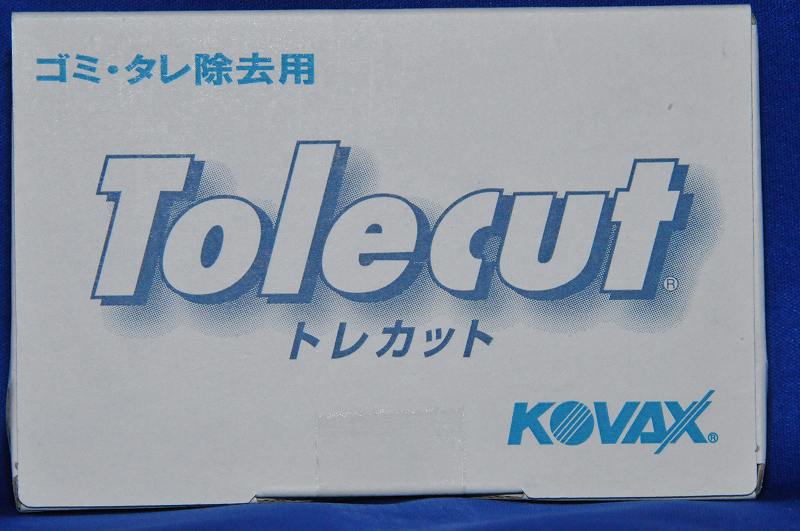 ゴミ・タレ除去用
Tolecut®
トレカット
KOVAX®